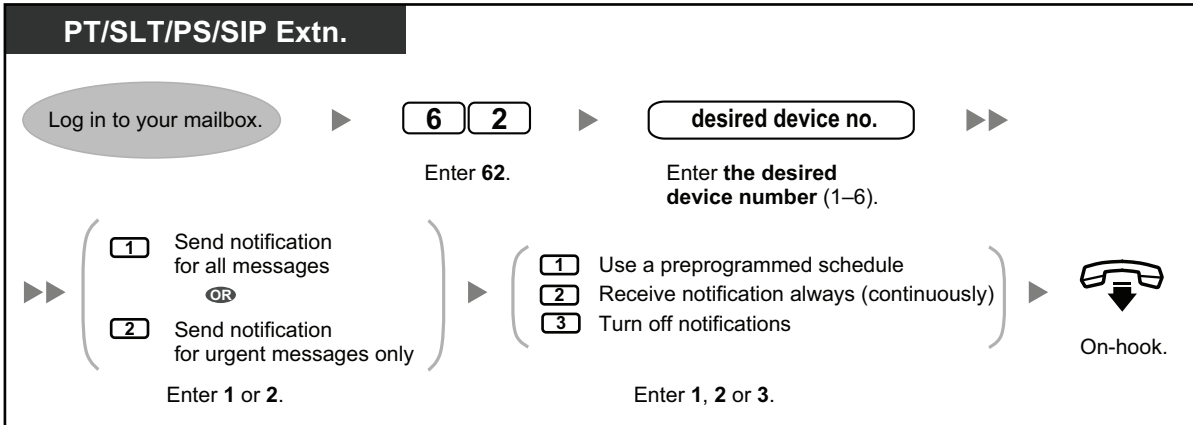 PT/SLT/PS/SIP Extn.
Log in to your mailbox.
6 2
desired device no.
Enter 62.
Enter the desired
device number (1–6).
1 Send notification
for all messages
OR
2 Send notification
for urgent messages only
Enter 1 or 2.
1 Use a preprogrammed schedule
2 Receive notification always (continuously)
3 Turn off notifications
Enter 1, 2 or 3.
On-hook.